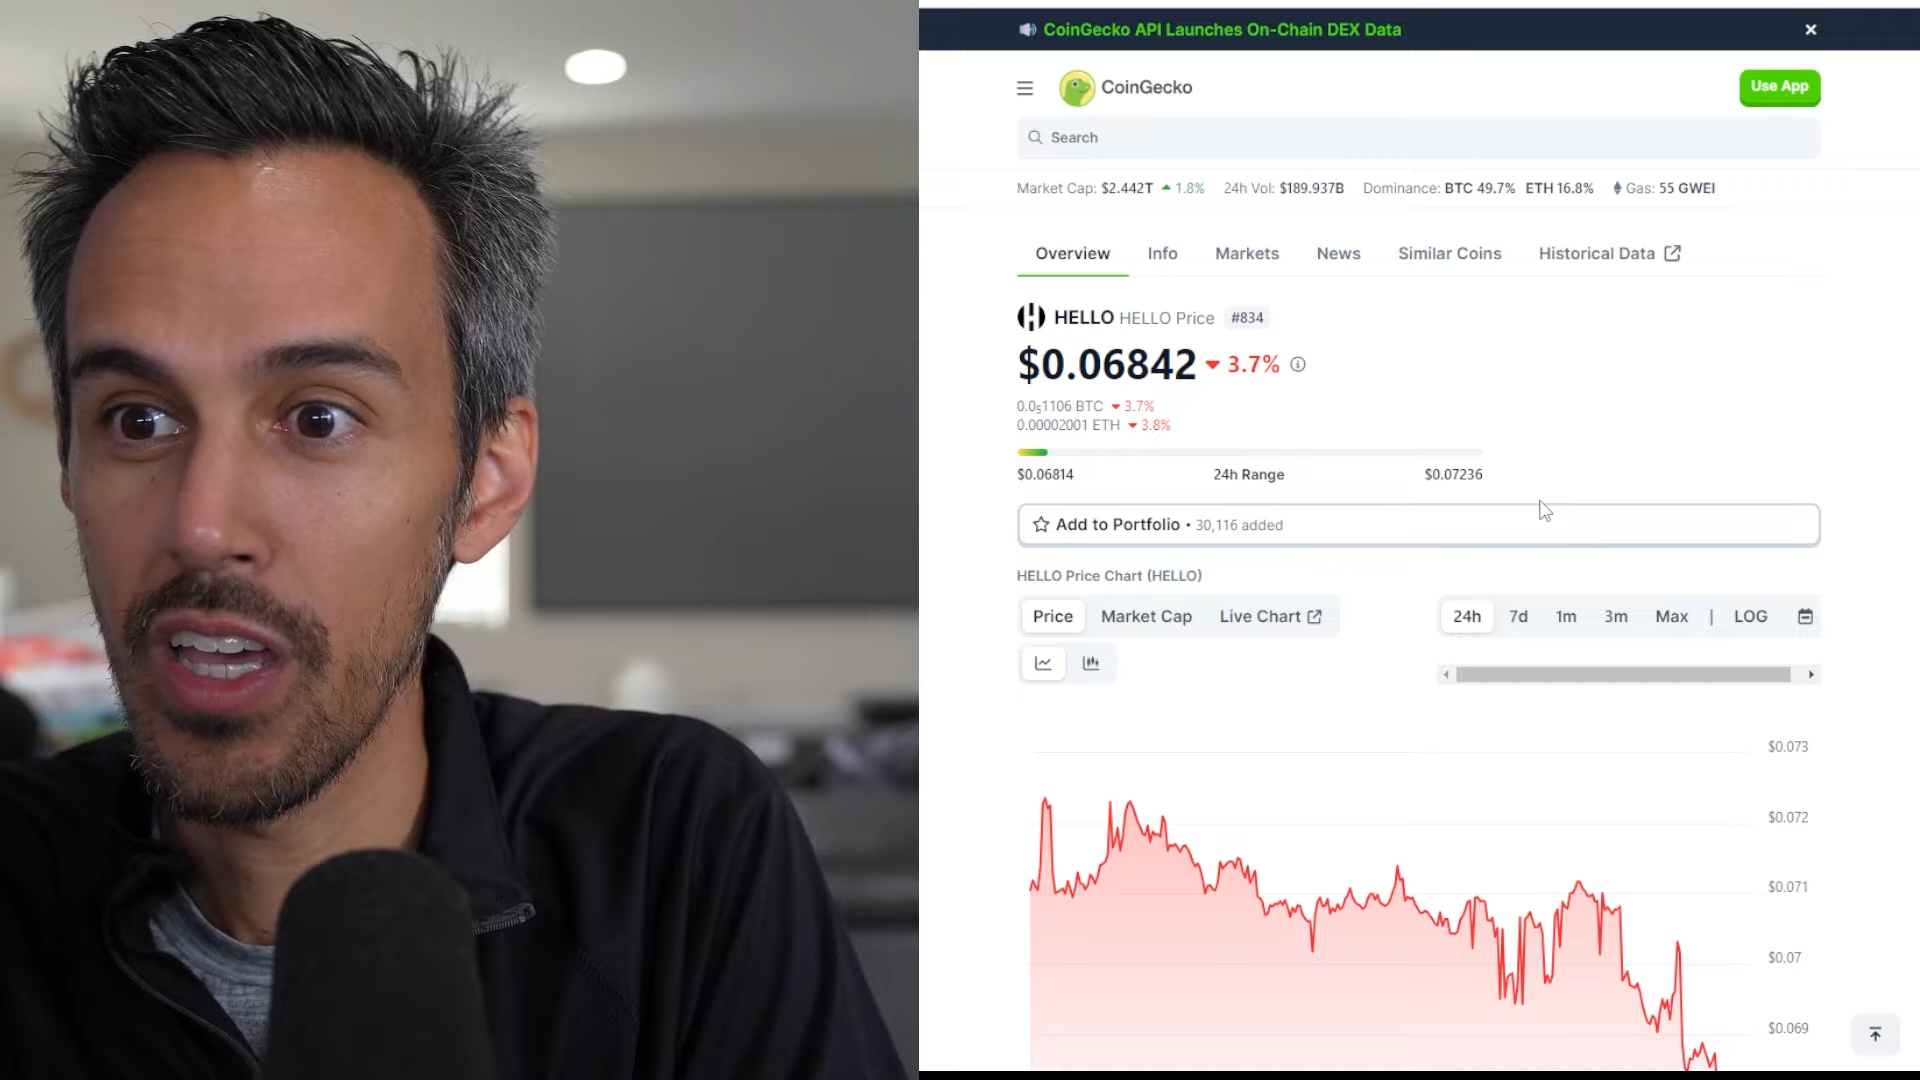 CoinGecko API Launches On-Chain DEX Data
CoinGecko
Use App
Search
Market Cap: $2.442T 1.8% 24h Vol: $189.937B Dominance: BTC 49.7% ETH 16.8% Gas: 55 GWEI
Overview Info Markets News Similar Coins Historical Data
HELLO HELLO Price #834
$0.06842 3.7%
0.0₅1106 BTC 3.7%
0.00002001 ETH 3.8%
$0.06814 24h Range $0.07236
Add to Portfolio • 30,116 added
HELLO Price Chart (HELLO)
Price Market Cap Live Chart 24h 7d 1m 3m Max | LOG
$0.073
$0.072
$0.071
$0.07
$0.069